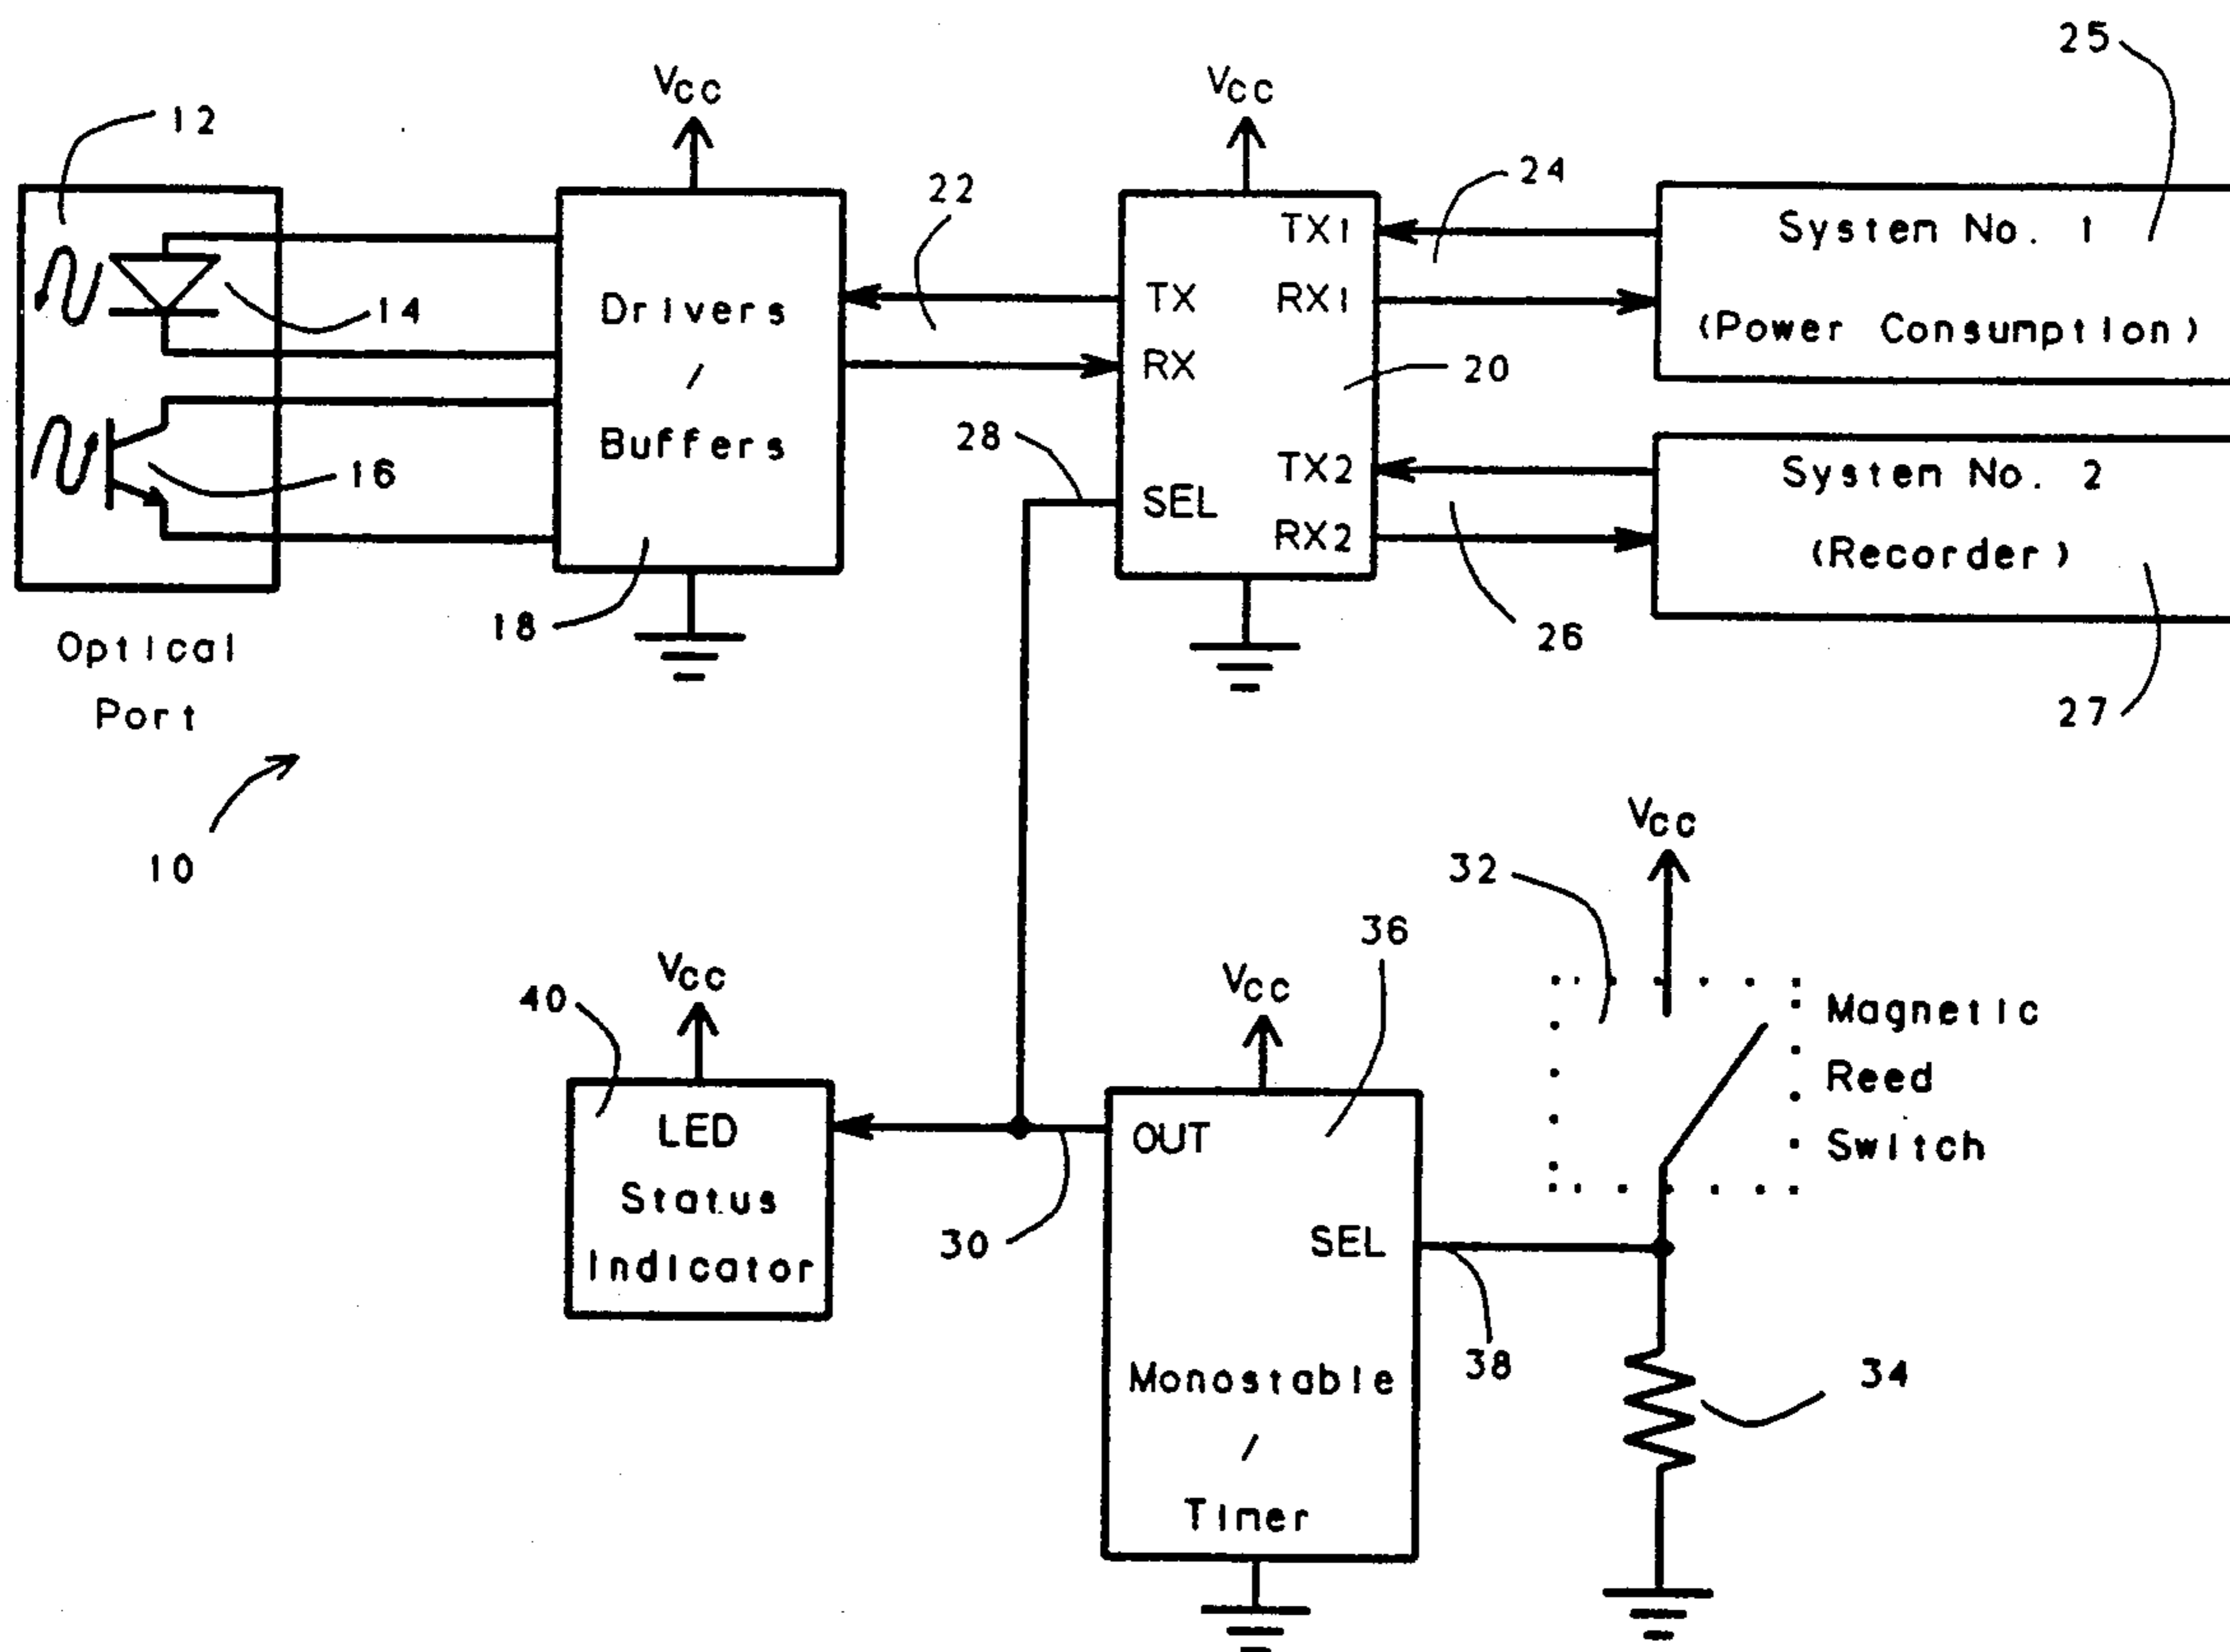 25
VCC
VCC
12
24
22
TX1
System No. 1
14
Drivers
TX
RX1
(Power Consumption)
/
RX
20
Buffers
28
TX2
System No. 2
16
SEL
RX2
(Recorder)
18
26
Optical
Port
27
10
VCC
32
36
VCC
VCC
40
Magnetic
Reed
Switch
LED
Status
Indicator
OUT
30
SEL
38
34
Monostable
/
Timer